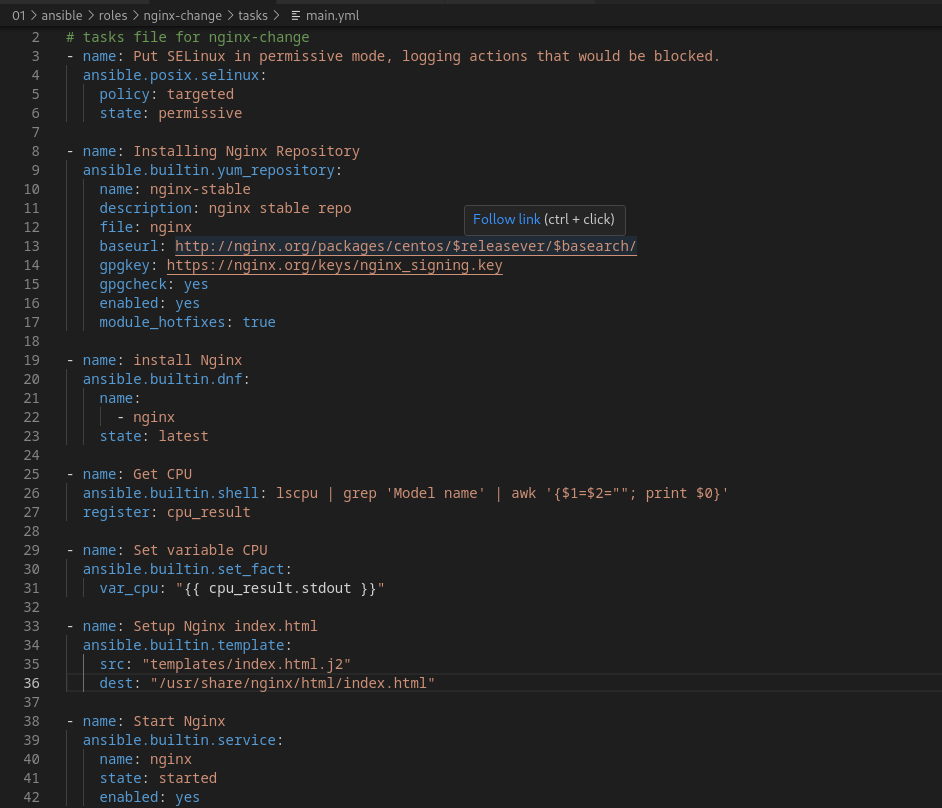 01 > ansible > roles > nginx-change > tasks > main.yml
2 # tasks file for nginx-change
3 - name: Put SELinux in permissive mode, logging actions that would be blocked.
4 ansible.posix.selinux:
5 policy: targeted
6 state: permissive
7
8 - name: Installing Nginx Repository
9 ansible.builtin.yum_repository:
10 name: nginx-stable
11 description: nginx stable repo
Follow link (ctrl + click)
12 file: nginx
13 baseurl: http://nginx.org/packages/centos/$releasever/$basearch/
14 gpgkey: https://nginx.org/keys/nginx_signing.key
15 gpgcheck: yes
16 enabled: yes
17 module_hotfixes: true
18
19 - name: install Nginx
20 ansible.builtin.dnf:
21 name:
22 - nginx
23 state: latest
24
25 - name: Get CPU
26 ansible.builtin.shell: lscpu | grep 'Model name' | awk '{$1=$2=""; print $0}'
27 register: cpu_result
28
29 - name: Set variable CPU
30 ansible.builtin.set_fact:
31 var_cpu: "{{ cpu_result.stdout }}"
32
33 - name: Setup Nginx index.html
34 ansible.builtin.template:
35 src: "templates/index.html.j2"
36 dest: "/usr/share/nginx/html/index.html"
37
38 - name: Start Nginx
39 ansible.builtin.service:
40 name: nginx
41 state: started
42 enabled: yes